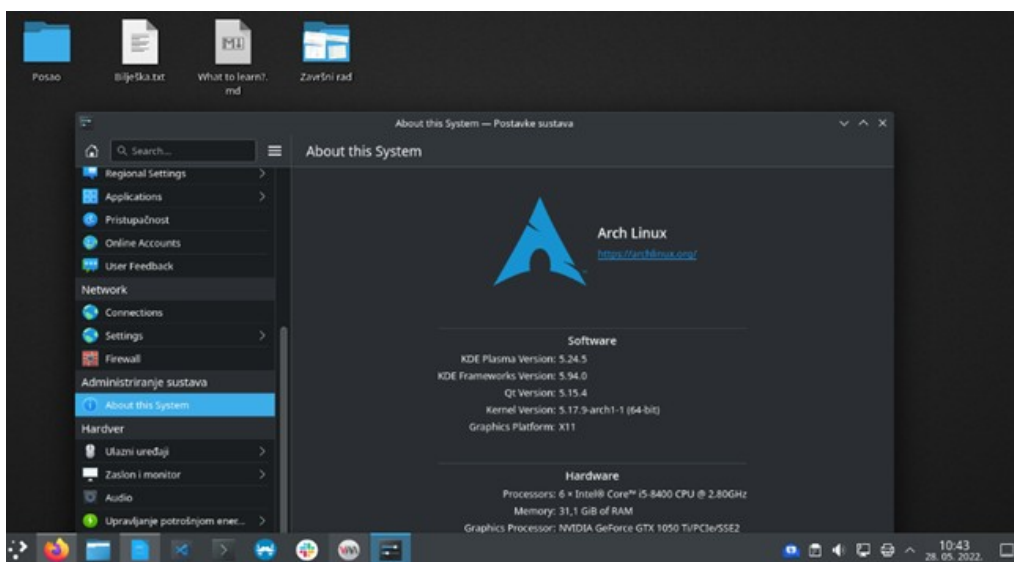 Posao
Bilješka.txt
What to learn?.
md
Završni rad
About this System — Postavke sustava
Search...
About this System
Regional Settings
Applications
Pristupačnost
Online Accounts
User Feedback
Network
Connections
Settings
Firewall
Administriranje sustava
About this System
Hardver
Ulazni uređaji
Zaslon i monitor
Audio
Upravljanje potrošnjom ener...
Arch Linux
https://archlinux.org/
Software
KDE Plasma Version: 5.24.5
KDE Frameworks Version: 5.94.0
Qt Version: 5.15.4
Kernel Version: 5.17.9-arch1-1 (64-bit)
Graphics Platform: X11
Hardware
Processors: 6 × Intel® Core™ i5-8400 CPU @ 2.80GHz
Memory: 31,1 GiB of RAM
Graphics Processor: NVIDIA GeForce GTX 1050 Ti/PCIe/SSE2
10:43
28. 05. 2022.